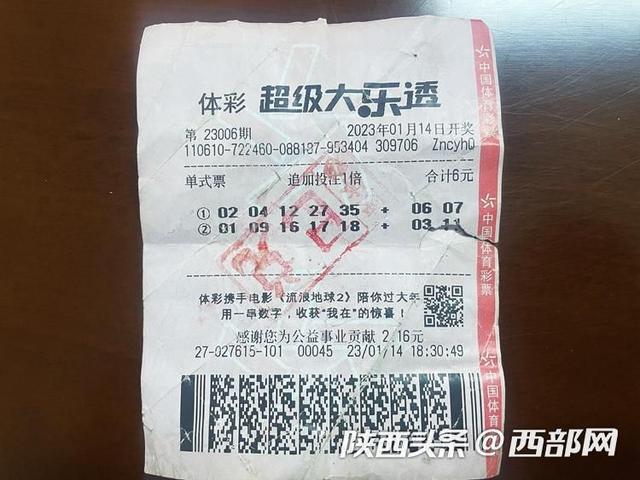 体彩 超级大乐透
第 23006期 2023年01月14日开奖
110610-722460-088187-953404 309706 ZncyhQ
单式票 追加投注1倍 合计6元
① 02 04 12 27 35 + 06 07
② 01 09 16 17 18 + 03 11
体彩携手电影《流浪地球2》陪你过大年
用一串数字，收获“我在”的惊喜！
感谢您为公益事业贡献 2.16元
27-027615-101 00045 23/01/14 18:30:49
中国体育彩票
中国体育彩票
中国体育彩票
陕西头条@西部网